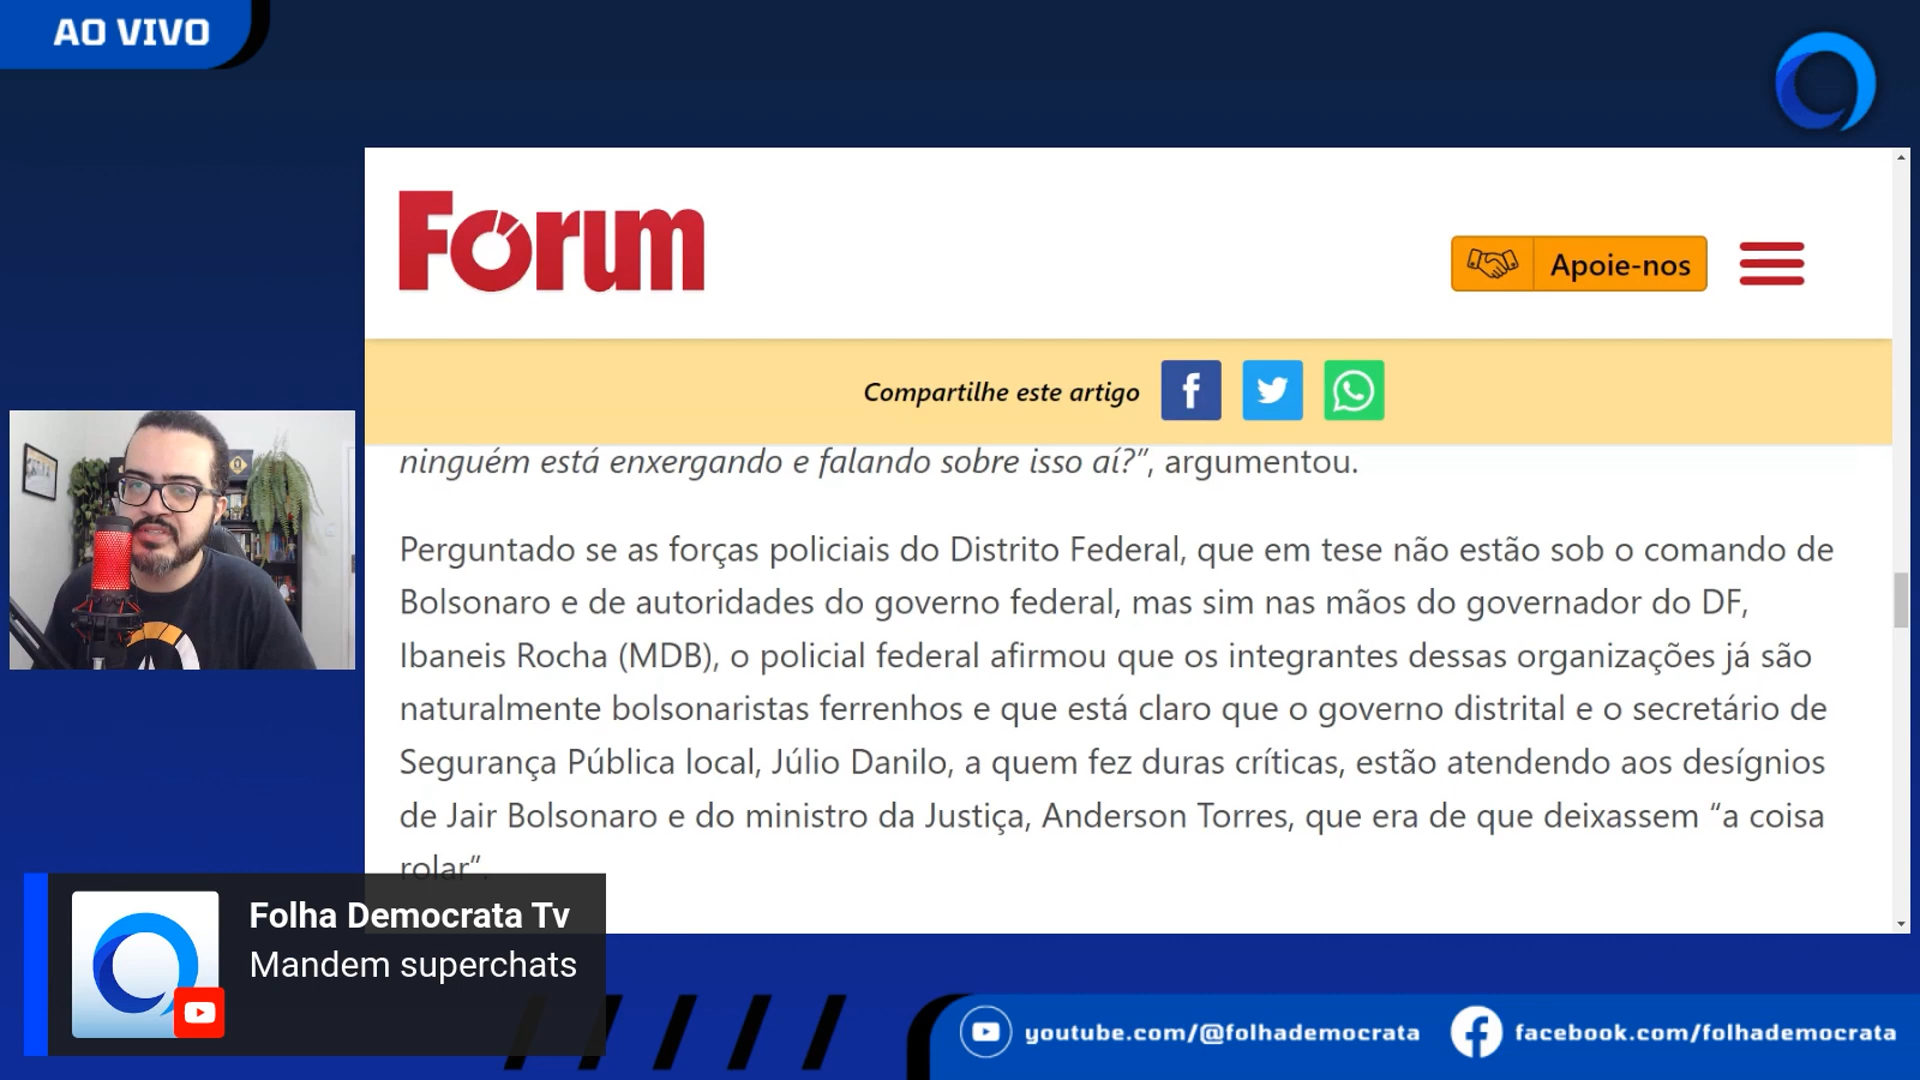 AO VIVO
Forum
Apoie-nos
Compartilhe este artigo
ninguém está enxergando e falando sobre isso aí?”, argumentou.
Perguntado se as forças policiais do Distrito Federal, que em tese não estão sob o comando de
Bolsonaro e de autoridades do governo federal, mas sim nas mãos do governador do DF,
Ibaneis Rocha (MDB), o policial federal afirmou que os integrantes dessas organizações já são
naturalmente bolsonaristas ferrenhos e que está claro que o governo distrital e o secretário de
Segurança Pública local, Júlio Danilo, a quem fez duras críticas, estão atendendo aos desígnios
de Jair Bolsonaro e do ministro da Justiça, Anderson Torres, que era de que deixassem “a coisa
rolar”.
Folha Democrata Tv
Mandem superchats
youtube.com/@folhademocrata
facebook.com/folhademocrata